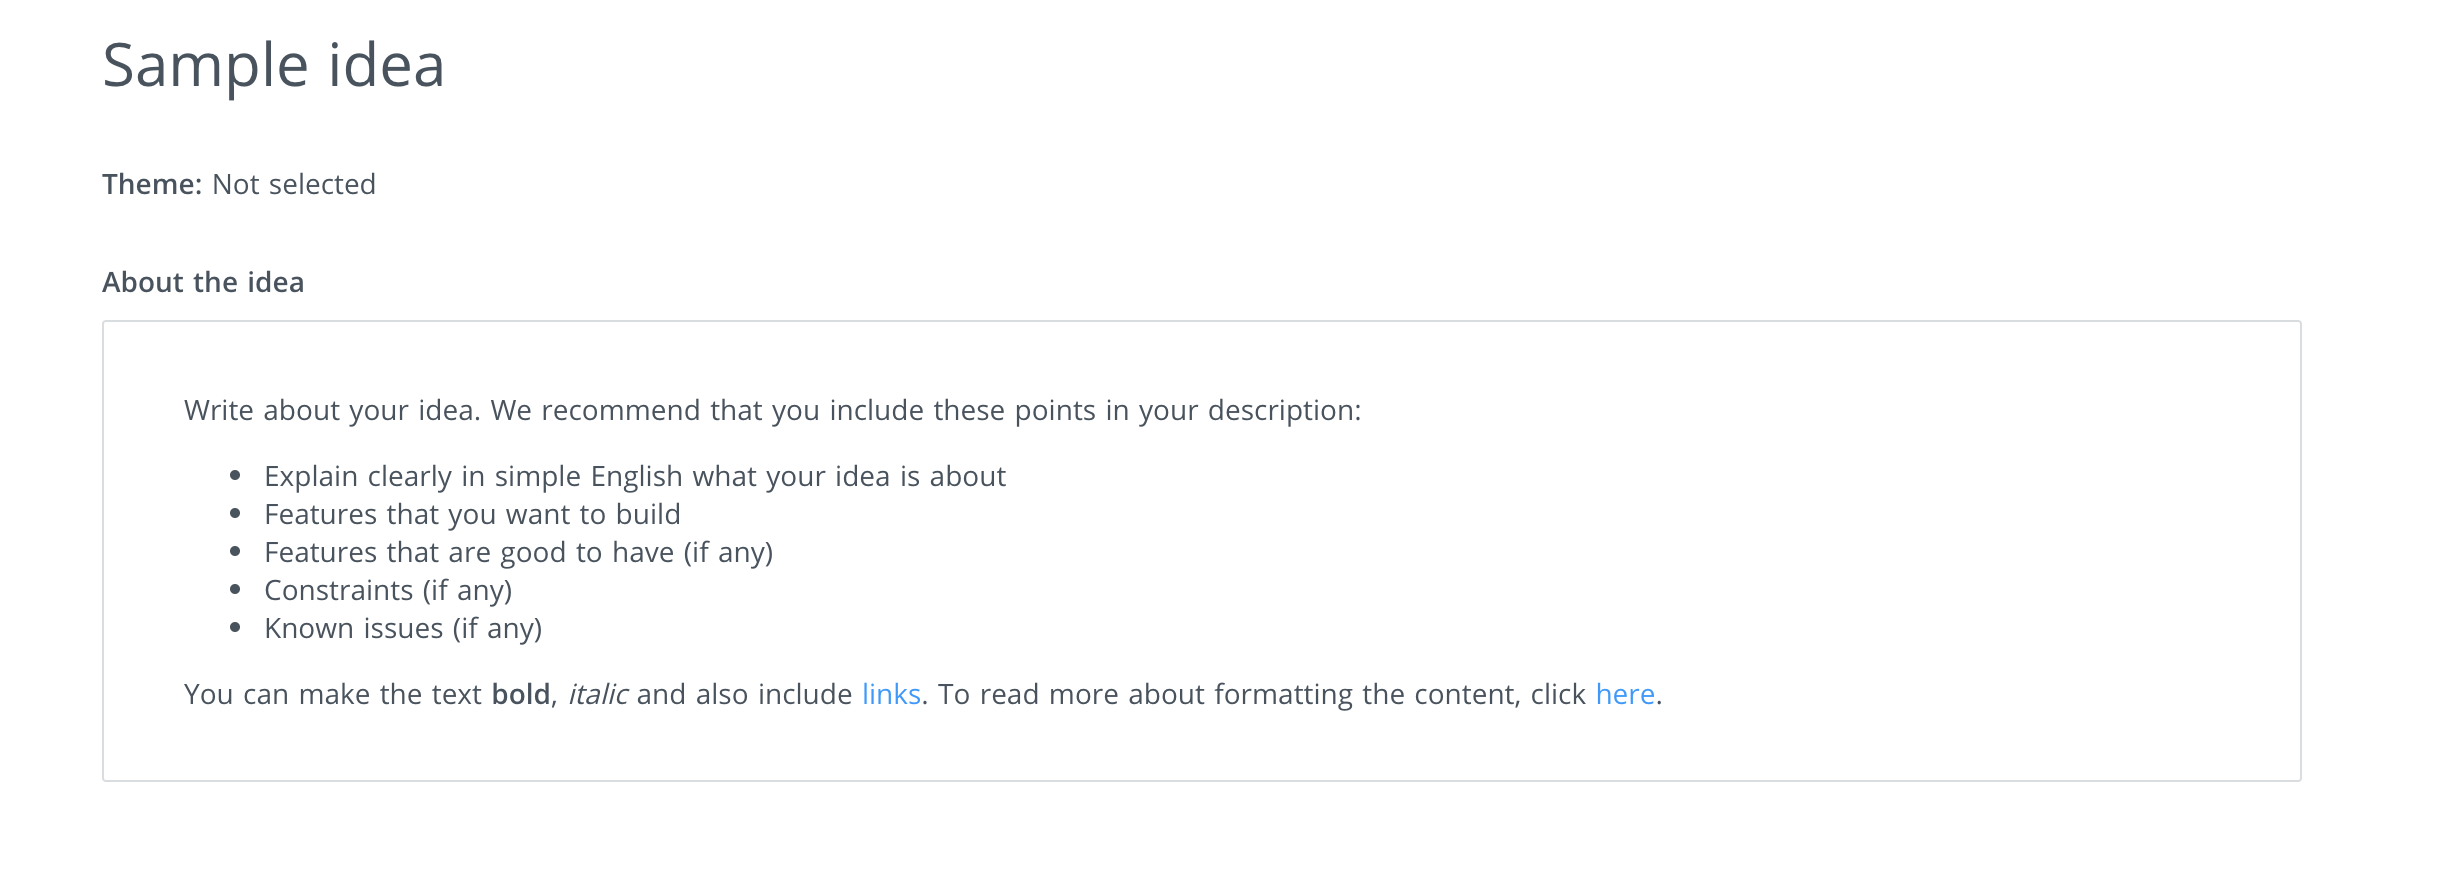 Sample idea
Theme: Not selected
About the idea
Write about your idea. We recommend that you include these points in your description:
Explain clearly in simple English what your idea is about
Features that you want to build
Features that are good to have (if any)
Constraints (if any)
Known issues (if any)
You can make the text bold, italic and also include links. To read more about formatting the content, click here.